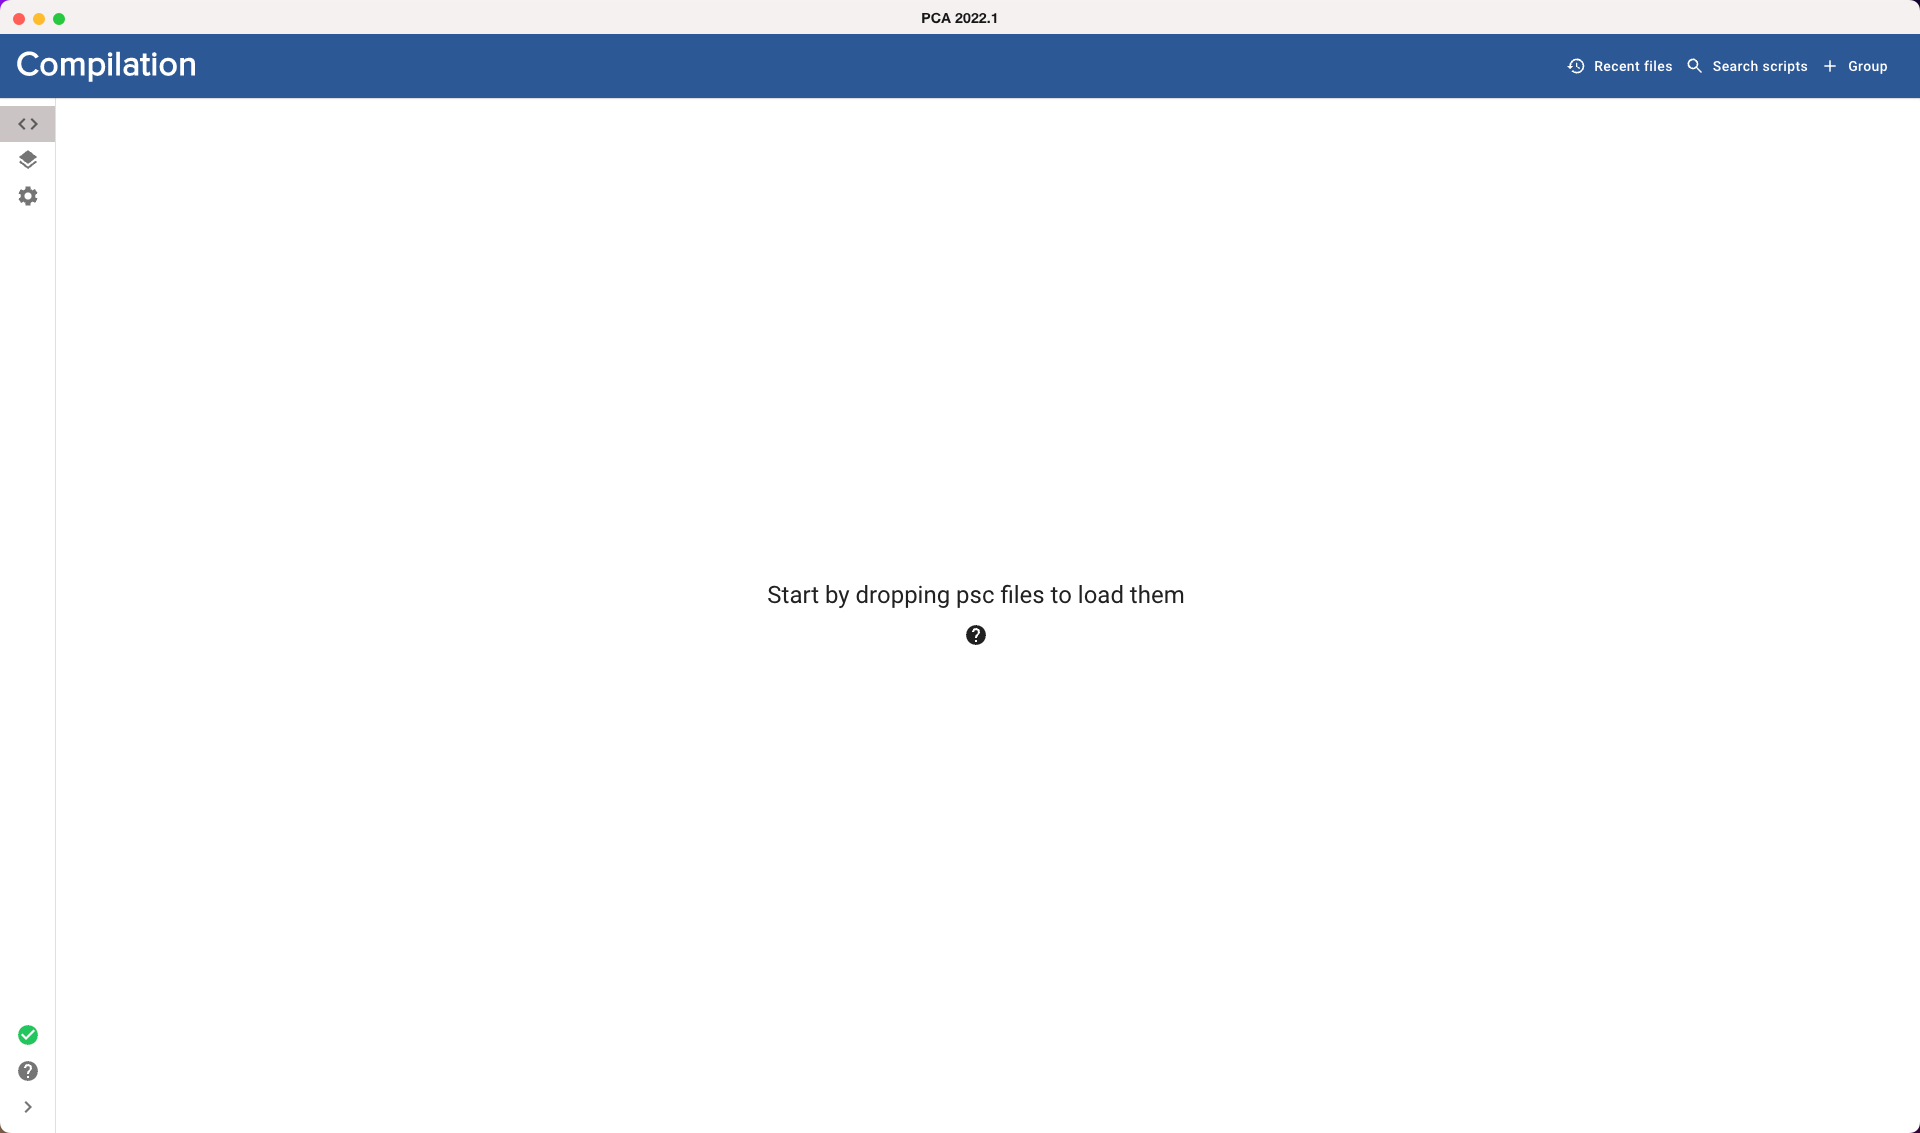 PCA 2022.1
Compilation
Recent files
Search scripts
Group
Start by dropping psc files to load them